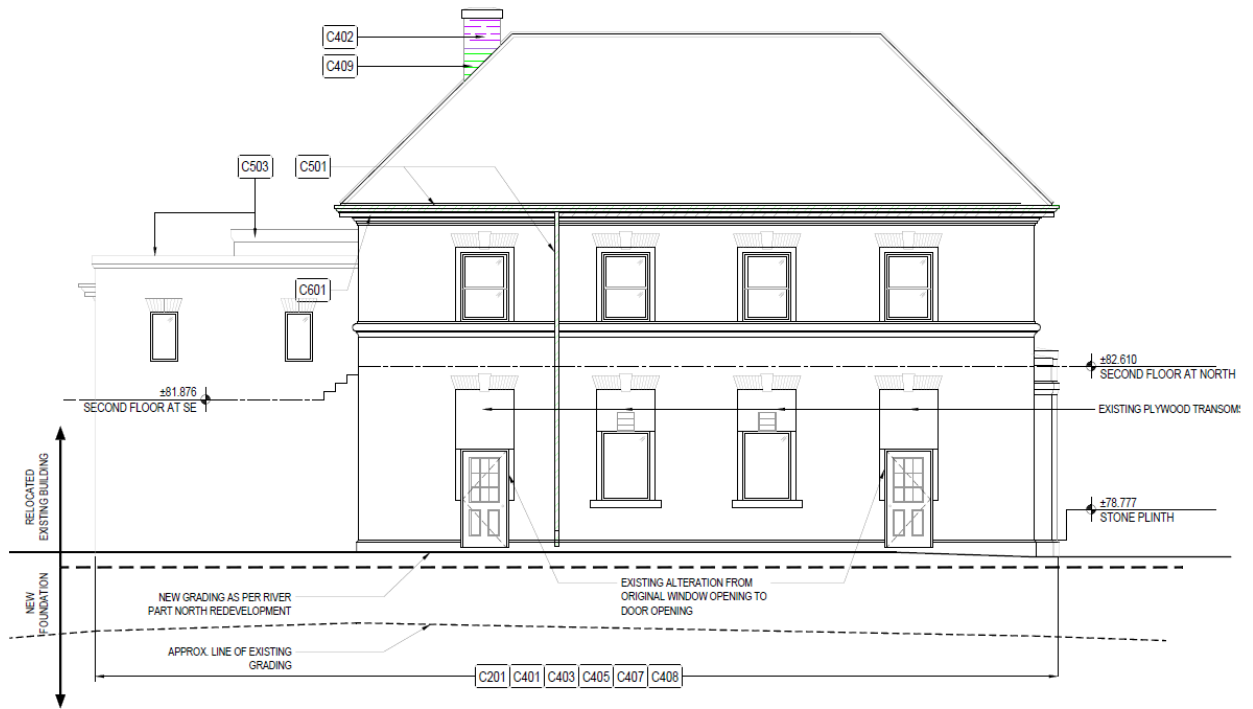 C402
C409
C503
C501
C601
±82.610
SECOND FLOOR AT NORTH
±81.876
SECOND FLOOR AT SE
EXISTING PLYWOOD TRANSOMS
RELOCATED
EXISTING BUILDING
±78.777
STONE PLINTH
NEW
FOUNDATION
NEW GRADING AS PER RIVER
PART NORTH REDEVELOPMENT
EXISTING ALTERATION FROM
ORIGINAL WINDOW OPENING TO
DOOR OPENING
APPROX. LINE OF EXISTING
GRADING
C201 C401 C403 C405 C407 C408